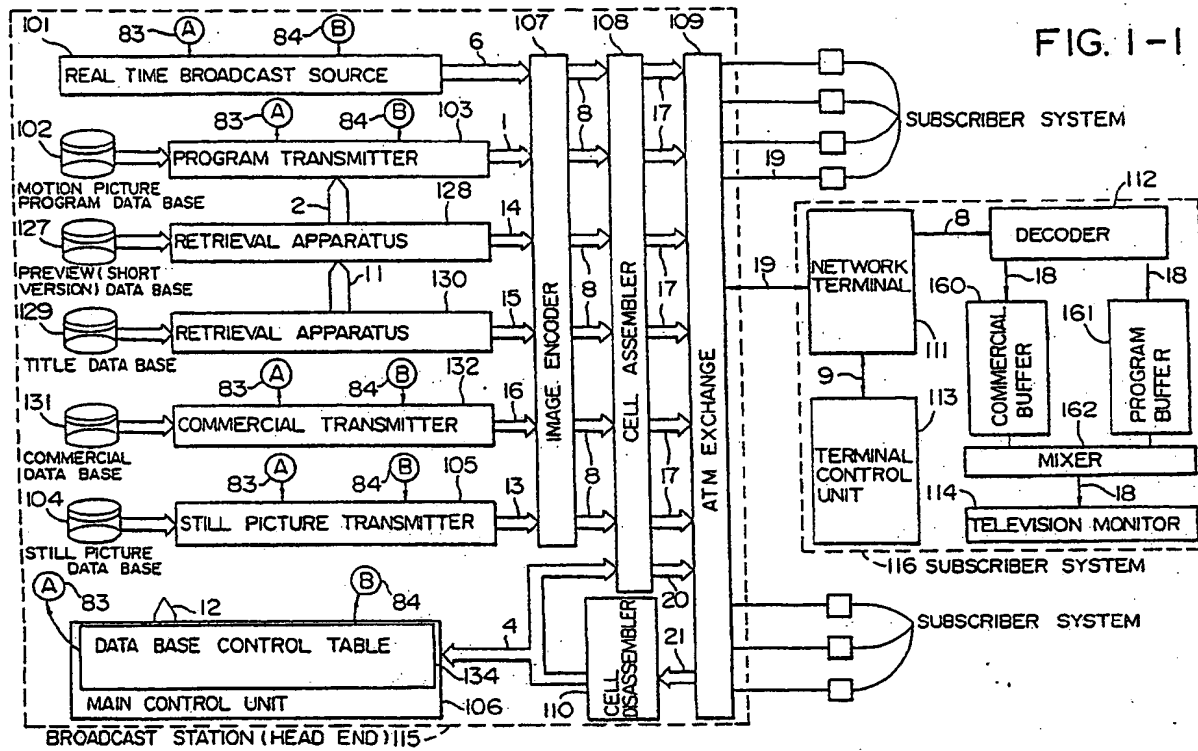 FIG. 1-1
101
83
A
84
B
6
107
108
109
REAL TIME BROADCAST SOURCE
8
17
SUBSCRIBER SYSTEM
102
83
A
84
B
103
1
PROGRAM TRANSMITTER
8
17
19
MOTION PICTURE
PROGRAM DATA BASE
2
128
14
127
RETRIEVAL APPARATUS
8
17
PREVIEW (SHORT
VERSION) DATA BASE
11
130
15
129
RETRIEVAL APPARATUS
8
17
TITLE DATA BASE
83
A
84
B
132
16
131
COMMERCIAL TRANSMITTER
8
17
COMMERCIAL
DATA BASE
83
A
84
B
105
13
104
STILL PICTURE TRANSMITTER
8
17
STILL PICTURE
DATA BASE
IMAGE ENCODER
CELL ASSEMBLER
ATM EXCHANGE
19
112
8
DECODER
NETWORK
TERMINAL
111
18
18
160
161
COMMERCIAL
BUFFER
PROGRAM
BUFFER
9
113
162
TERMINAL
CONTROL
UNIT
MIXER
114
18
TELEVISION MONITOR
116 SUBSCRIBER SYSTEM
A
83
12
B
84
20
4
DATA BASE CONTROL TABLE
134
MAIN CONTROL UNIT
106
110
CELL
DISASSEMBLER
21
SUBSCRIBER SYSTEM
BROADCAST STATION (HEAD END) 115